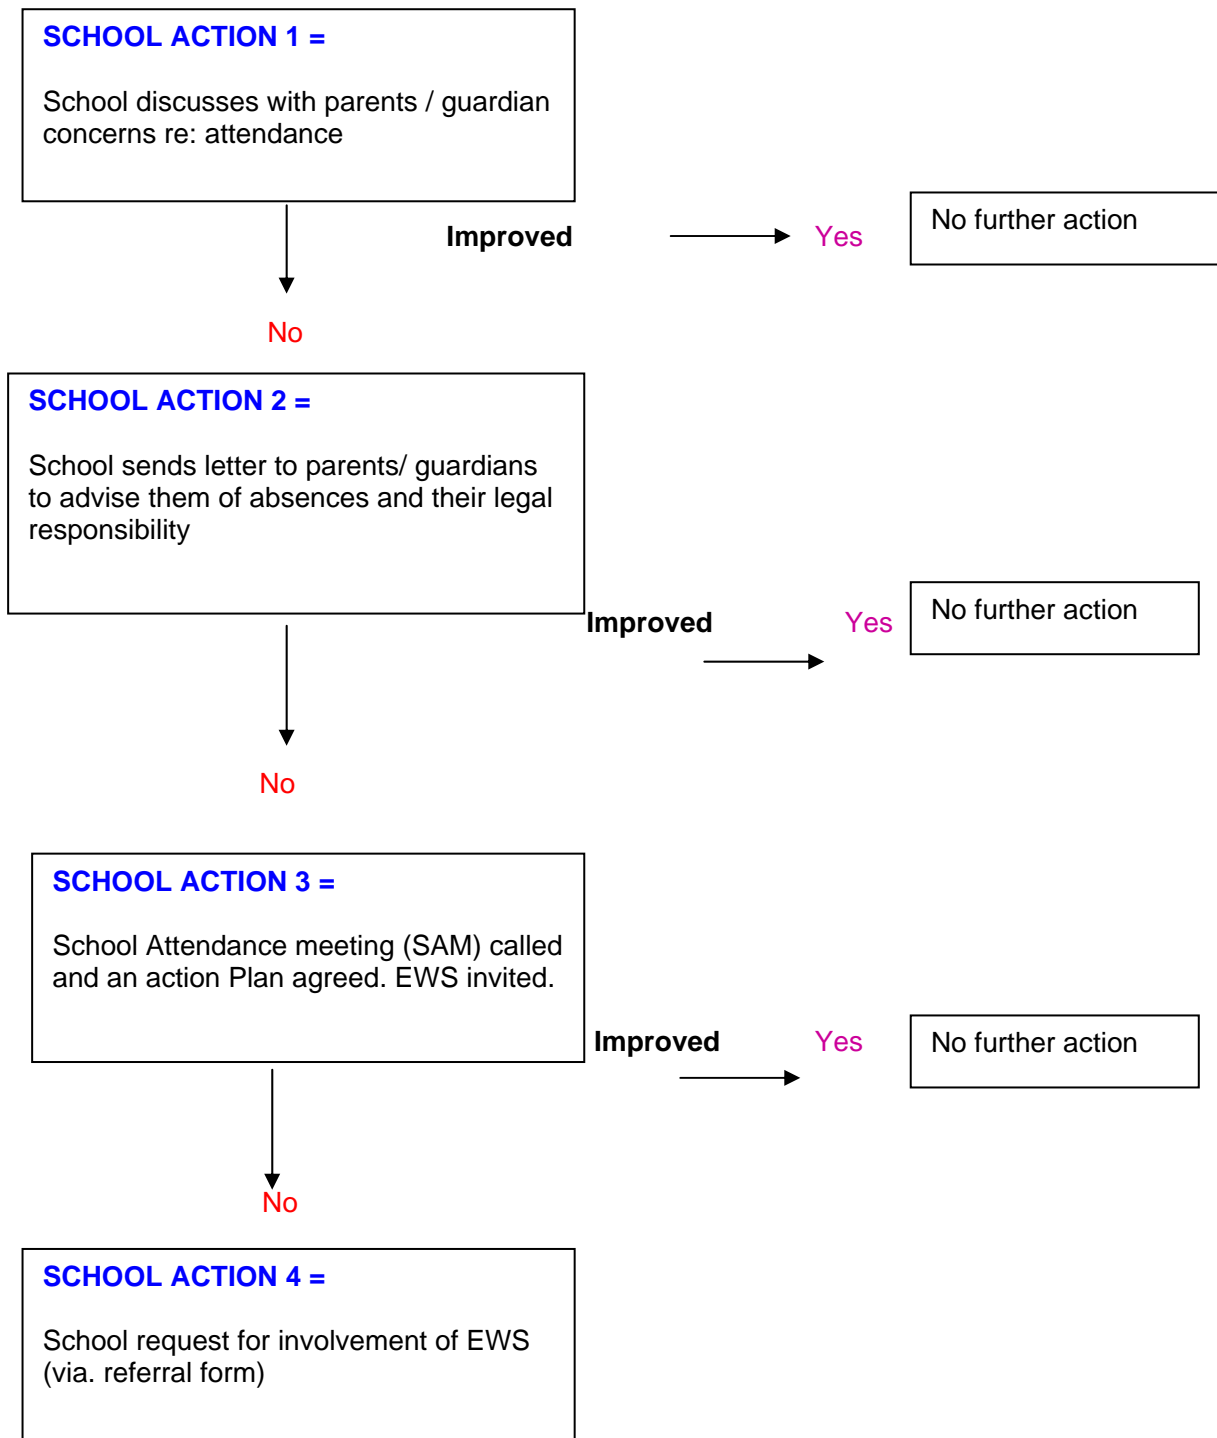 SCHOOL ACTION 1 =
School discusses with parents / guardian
concerns re: attendance
Improved
Yes
No further action
No
SCHOOL ACTION 2 =
School sends letter to parents/ guardians
to advise them of absences and their legal
responsibility
Improved
Yes
No further action
No
SCHOOL ACTION 3 =
School Attendance meeting (SAM) called
and an action Plan agreed. EWS invited.
Improved
Yes
No further action
No
SCHOOL ACTION 4 =
School request for involvement of EWS
(via. referral form)